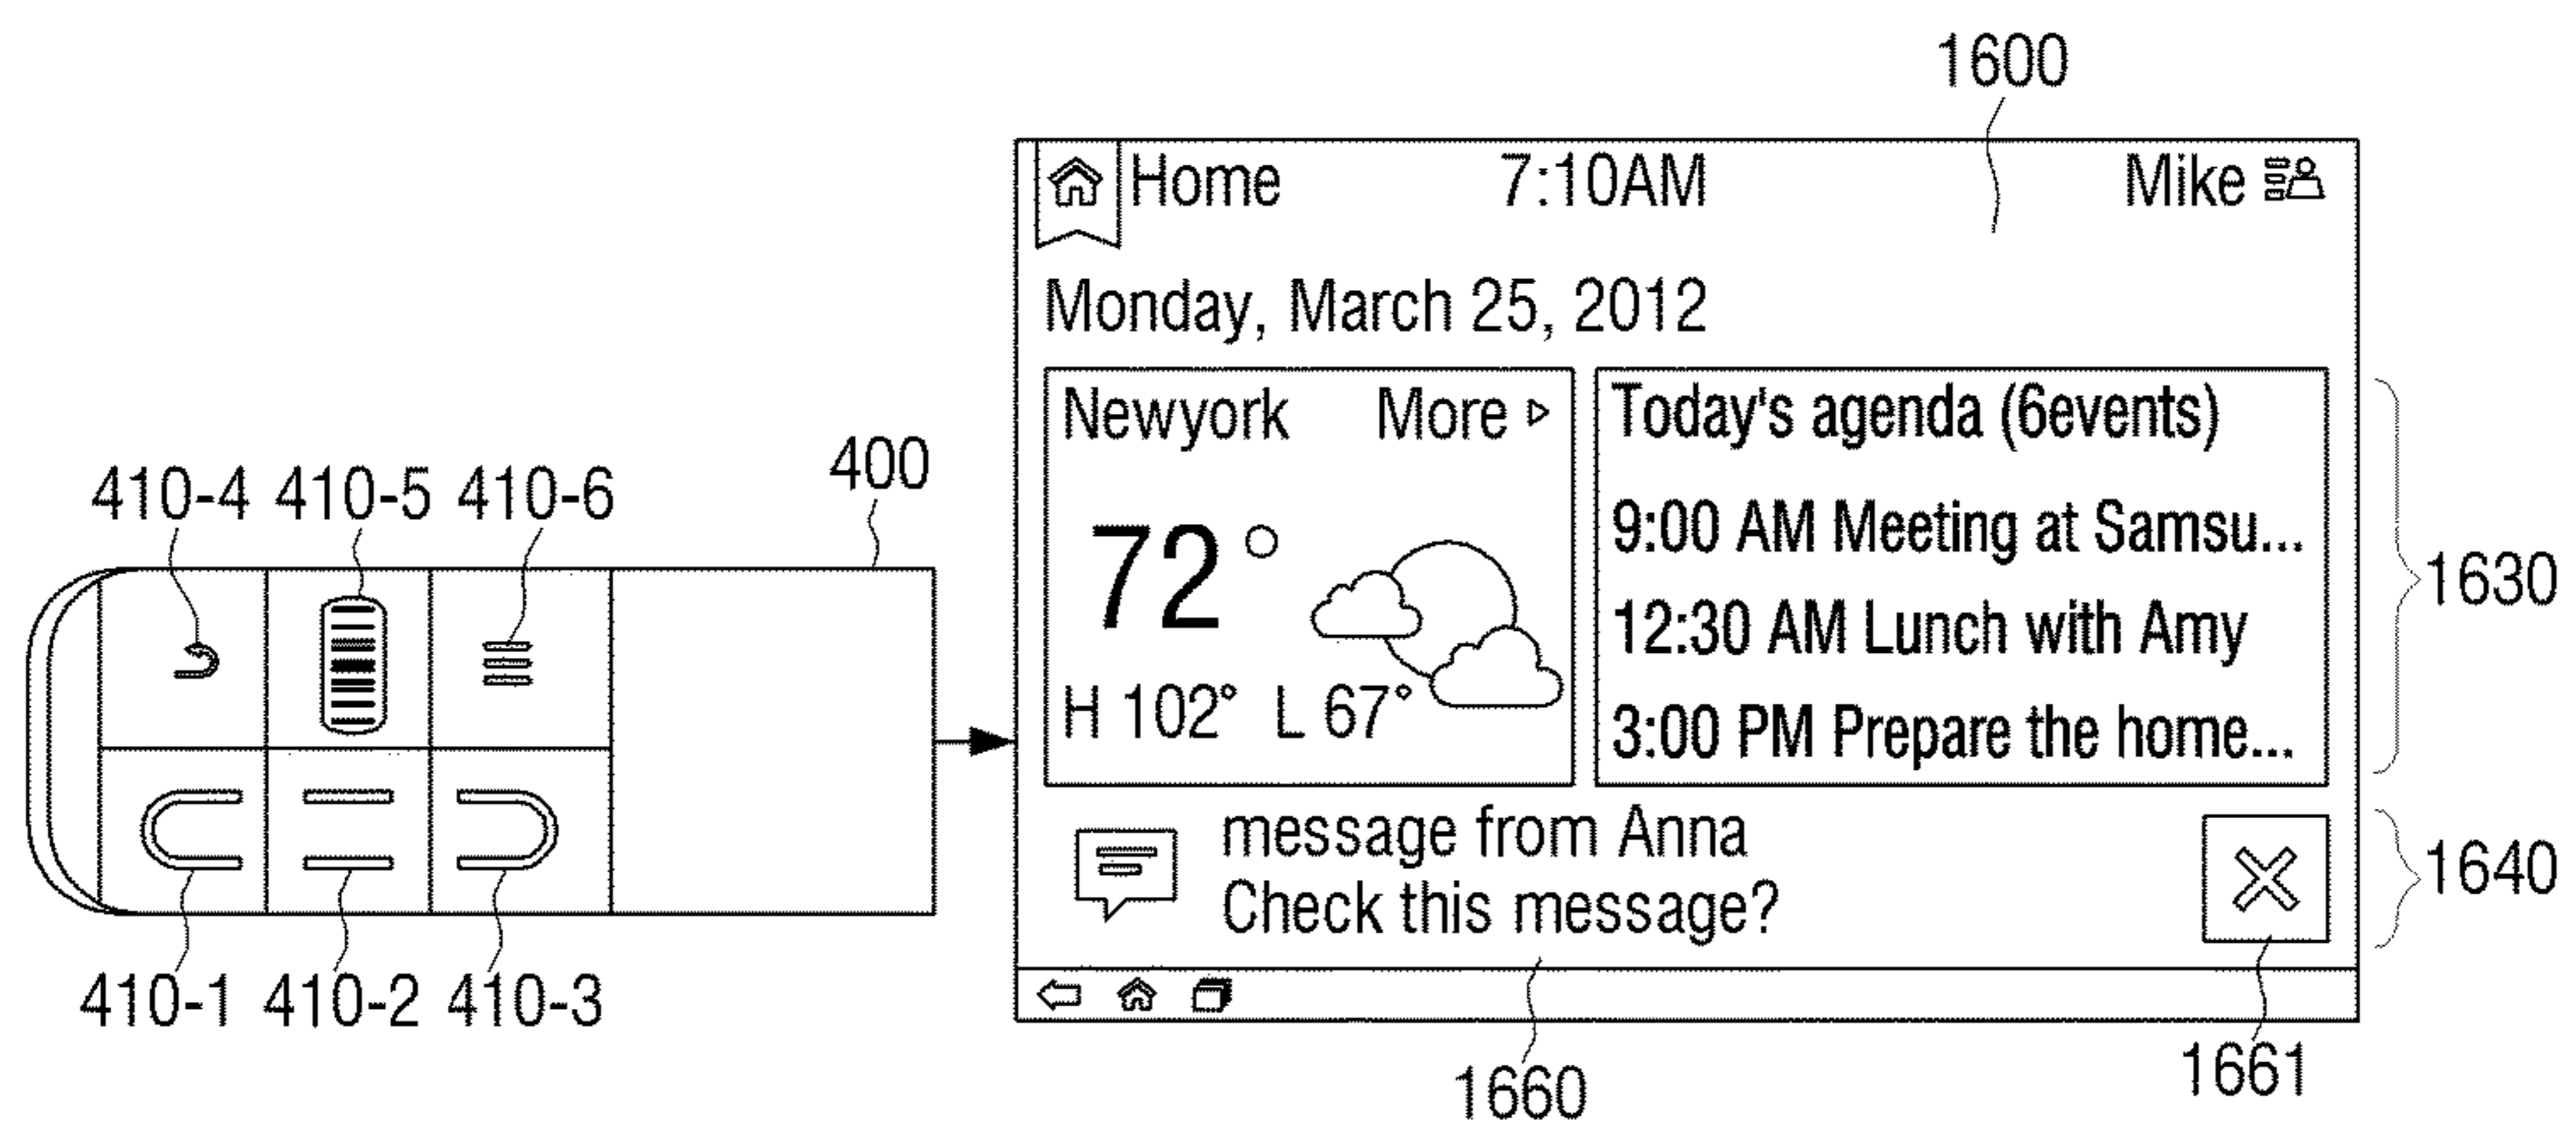 1600
Home 7:10AM Mike
Monday, March 25, 2012
Newyork More
72°
H 102° L 67°
Today's agenda (6events)
9:00 AM Meeting at Samsu...
12:30 AM Lunch with Amy
3:00 PM Prepare the home...
1630
message from Anna
Check this message?
1640
1660
1661
400
410-4 410-5 410-6
410-1 410-2 410-3